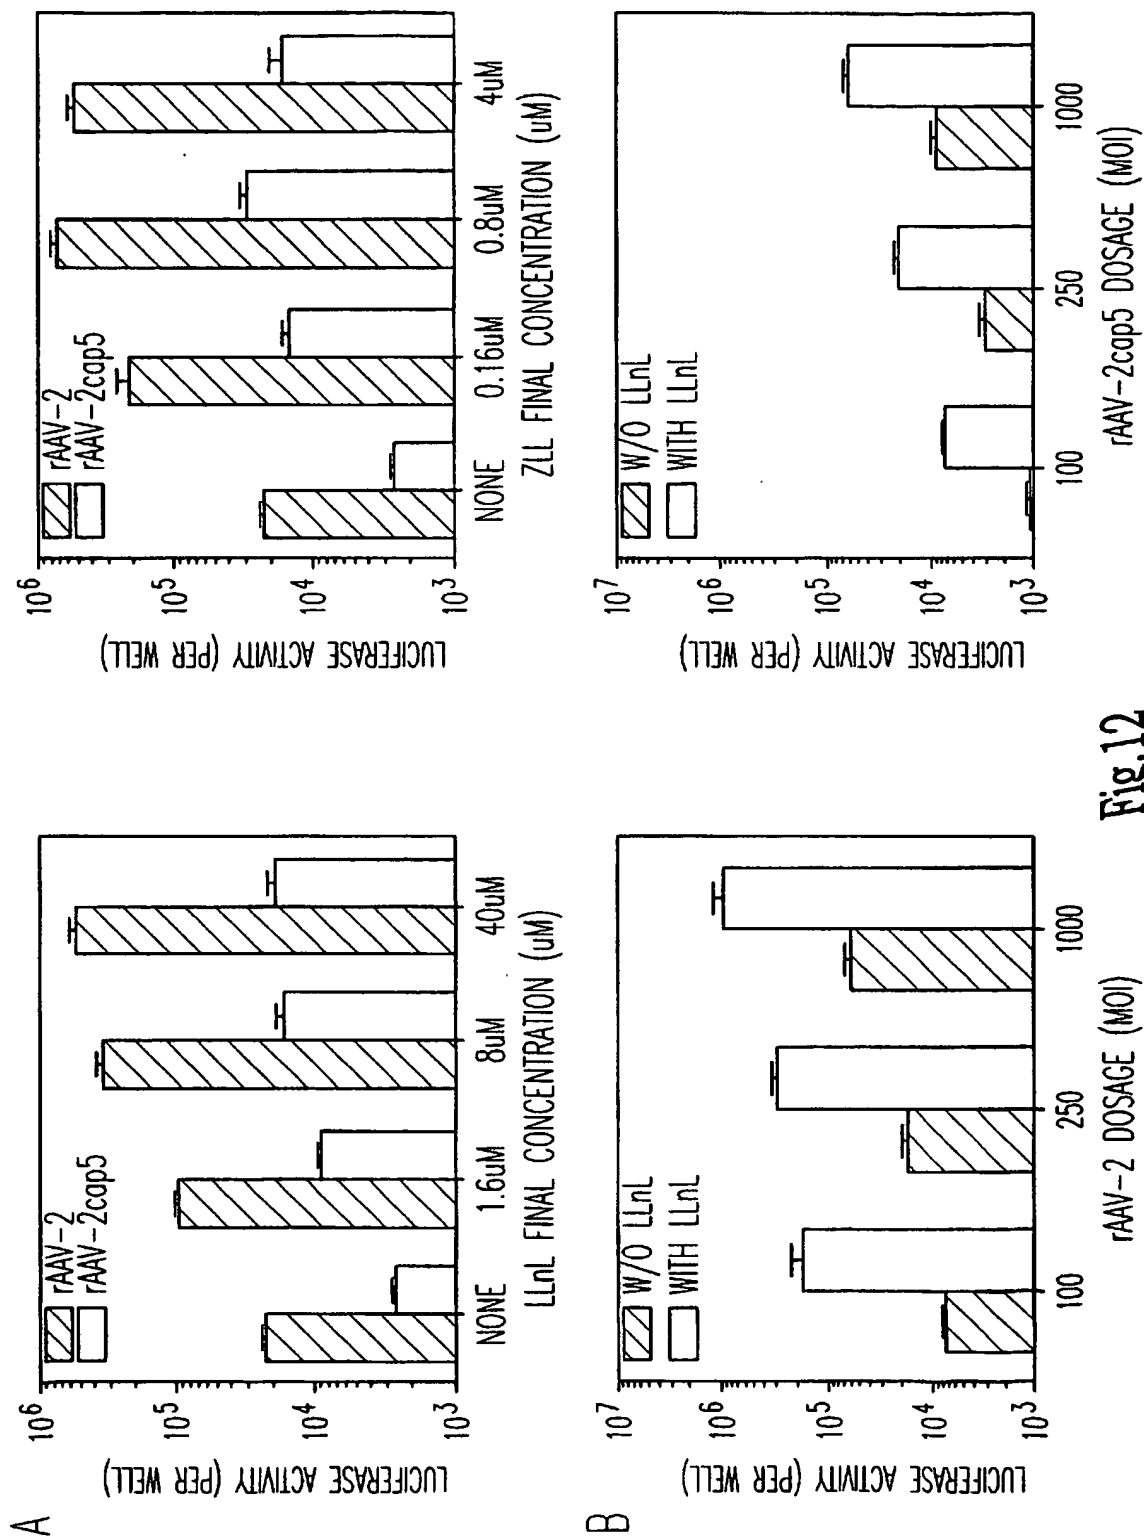 A
LUCIFERASE ACTIVITY (PER WELL)
10^6
10^5
10^4
10^3
rAAV-2
rAAV-2cap5
NONE 1.6uM 8uM 40uM
LLnL FINAL CONCENTRATION (uM)
LUCIFERASE ACTIVITY (PER WELL)
10^6
10^5
10^4
10^3
rAAV-2
rAAV-2cap5
NONE 0.16uM 0.8uM 4uM
ZLL FINAL CONCENTRATION (uM)
B
LUCIFERASE ACTIVITY (PER WELL)
10^7
10^6
10^5
10^4
10^3
W/O LLnL
WITH LLnL
100 250 1000
rAAV-2 DOSAGE (MOI)
LUCIFERASE ACTIVITY (PER WELL)
10^7
10^6
10^5
10^4
10^3
W/O LLnL
WITH LLnL
100 250 1000
rAAV-2cap5 DOSAGE (MOI)
Fig.12